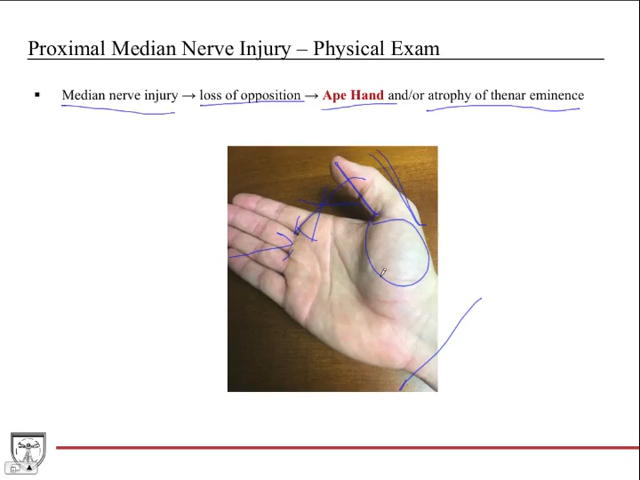 Proximal Median Nerve Injury – Physical Exam
▪ Median nerve injury → loss of opposition → Ape Hand and/or atrophy of thenar eminence